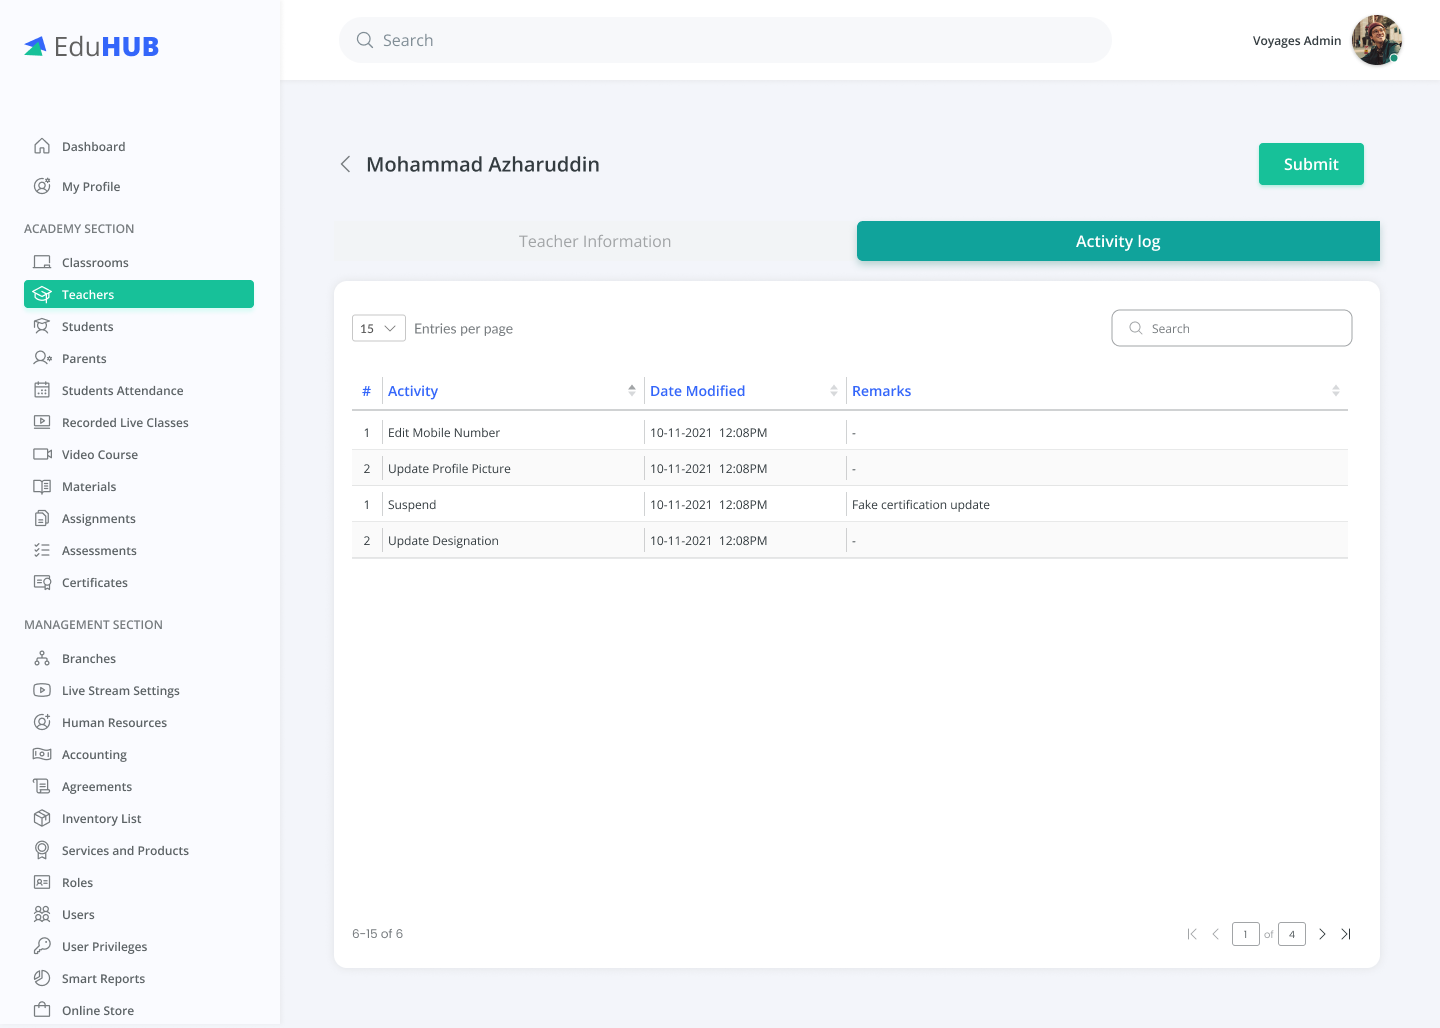 EduHUB
Search
Voyages Admin
Dashboard
My Profile
ACADEMY SECTION
Classrooms
Teachers
Students
Parents
Students Attendance
Recorded Live Classes
Video Course
Materials
Assignments
Assessments
Certificates
MANAGEMENT SECTION
Branches
Live Stream Settings
Human Resources
Accounting
Agreements
Inventory List
Services and Products
Roles
Users
User Privileges
Smart Reports
Online Store
Mohammad Azharuddin
Submit
Teacher Information
Activity log
15 Entries per page
Search
# Activity Date Modified Remarks
1 Edit Mobile Number 10-11-2021 12:08PM -
2 Update Profile Picture 10-11-2021 12:08PM -
1 Suspend 10-11-2021 12:08PM Fake certification update
2 Update Designation 10-11-2021 12:08PM -
6-15 of 6
1 of 4